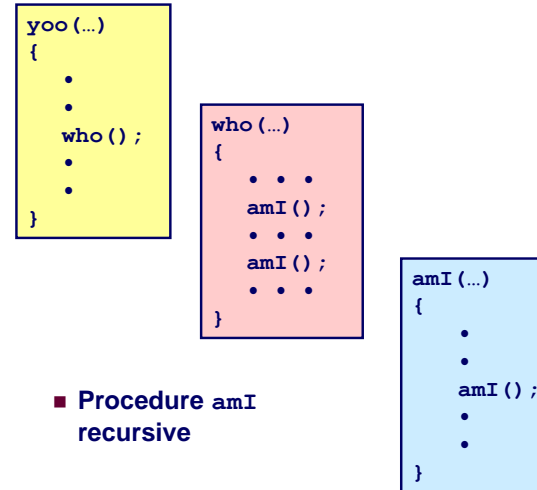 yoo(…)
{
•
•
who();
•
•
}
who(…)
{
• • •
amI();
• • •
amI();
• • •
}
amI(…)
{
•
•
amI();
•
•
}
■ Procedure amI
recursive